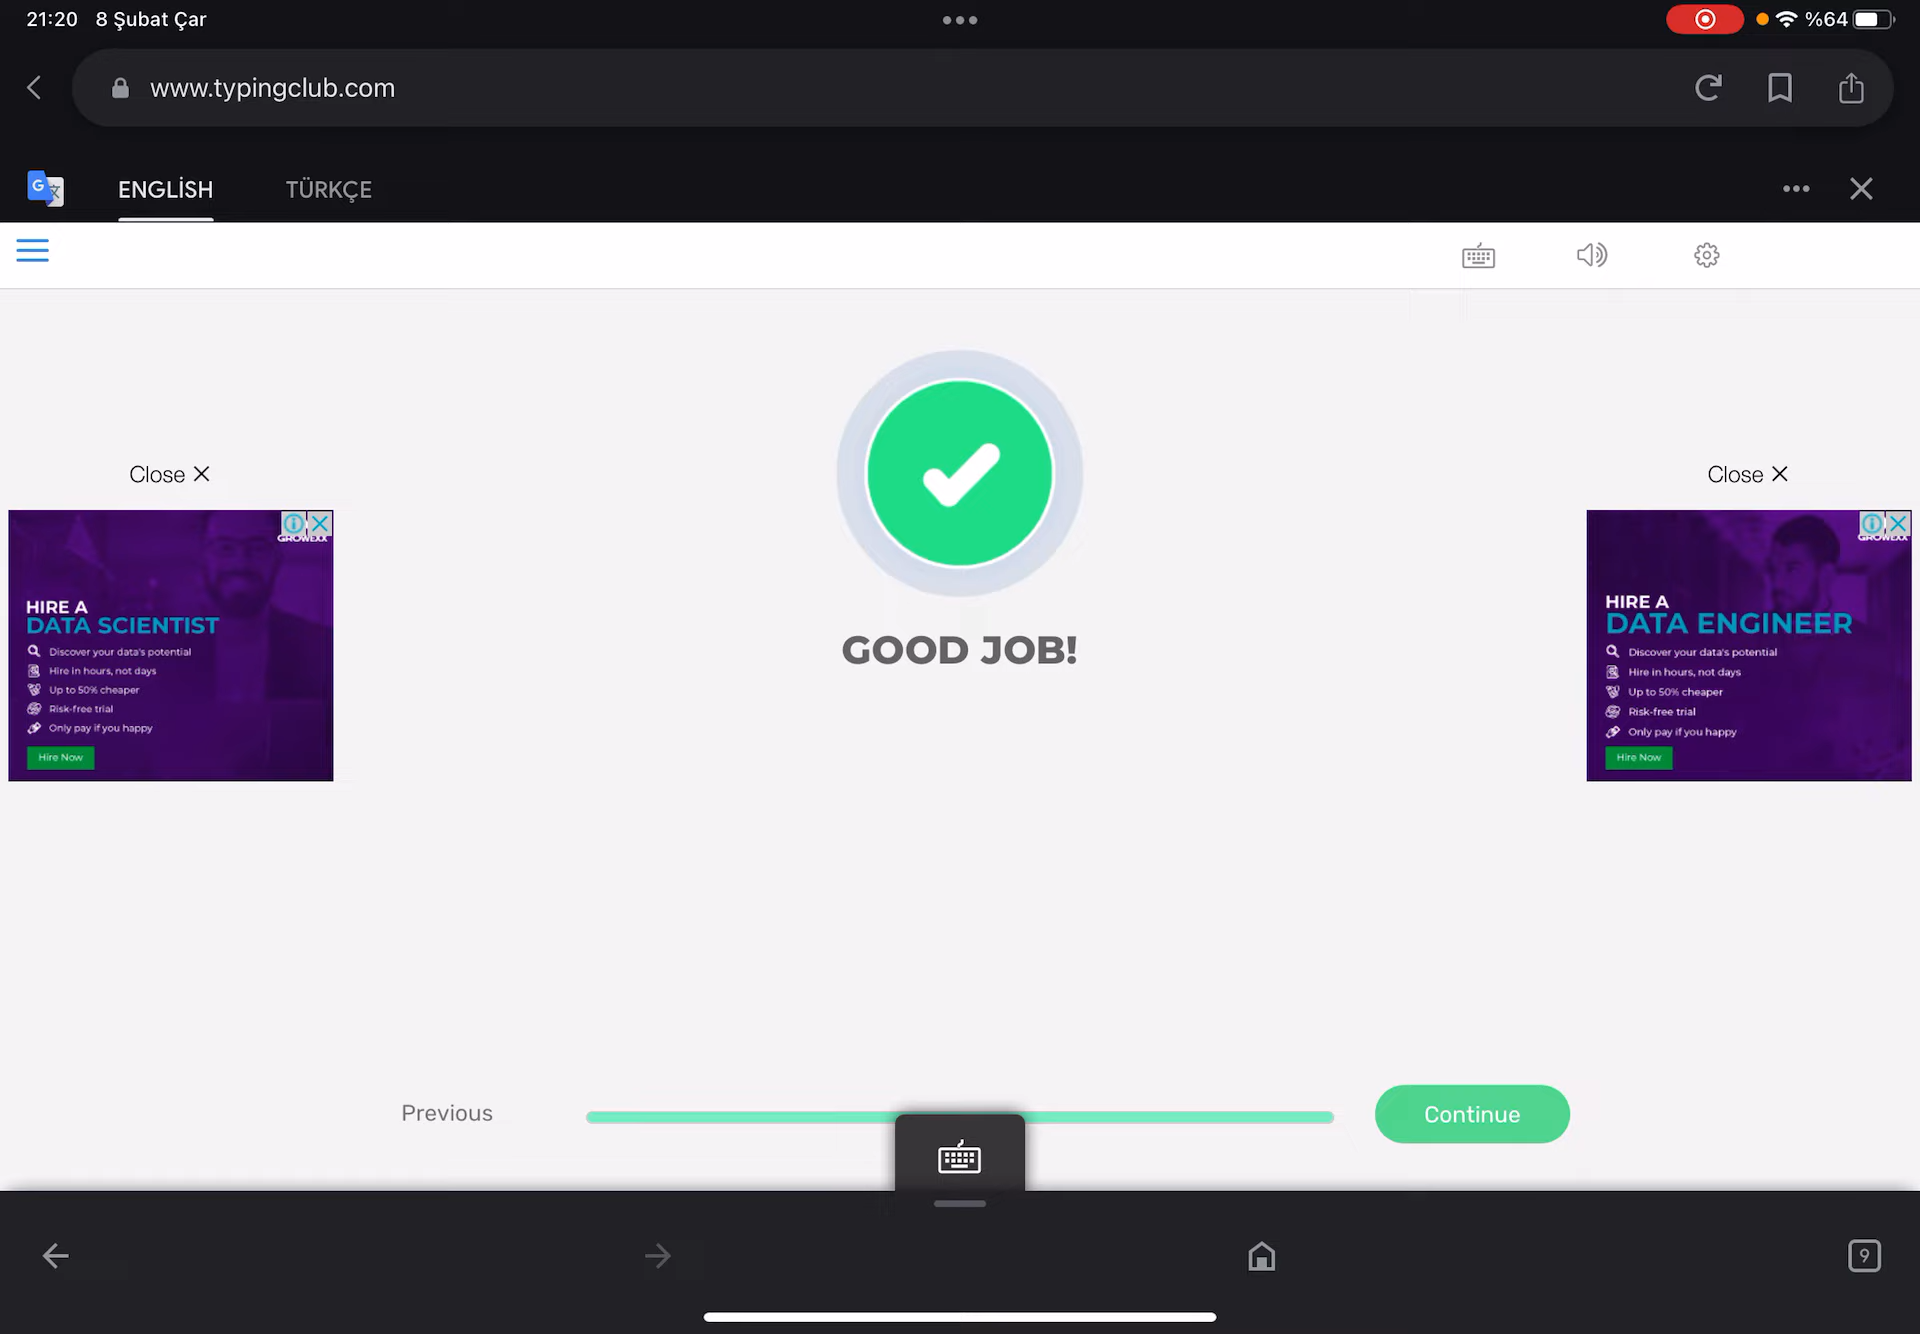 21:20 8 Şubat Çar
%64
www.typingclub.com
ENGLİSH TÜRKÇE
Close
Close
GROWEXX
HIRE A
DATA SCIENTIST
Discover your data's potential
Hire in hours, not days
Up to 50% cheaper
Risk-free trial
Only pay if you happy
Hire Now
GOOD JOB!
GROWEXX
HIRE A
DATA ENGINEER
Discover your data's potential
Hire in hours, not days
Up to 50% cheaper
Risk-free trial
Only pay if you happy
Hire Now
Previous
Continue
9